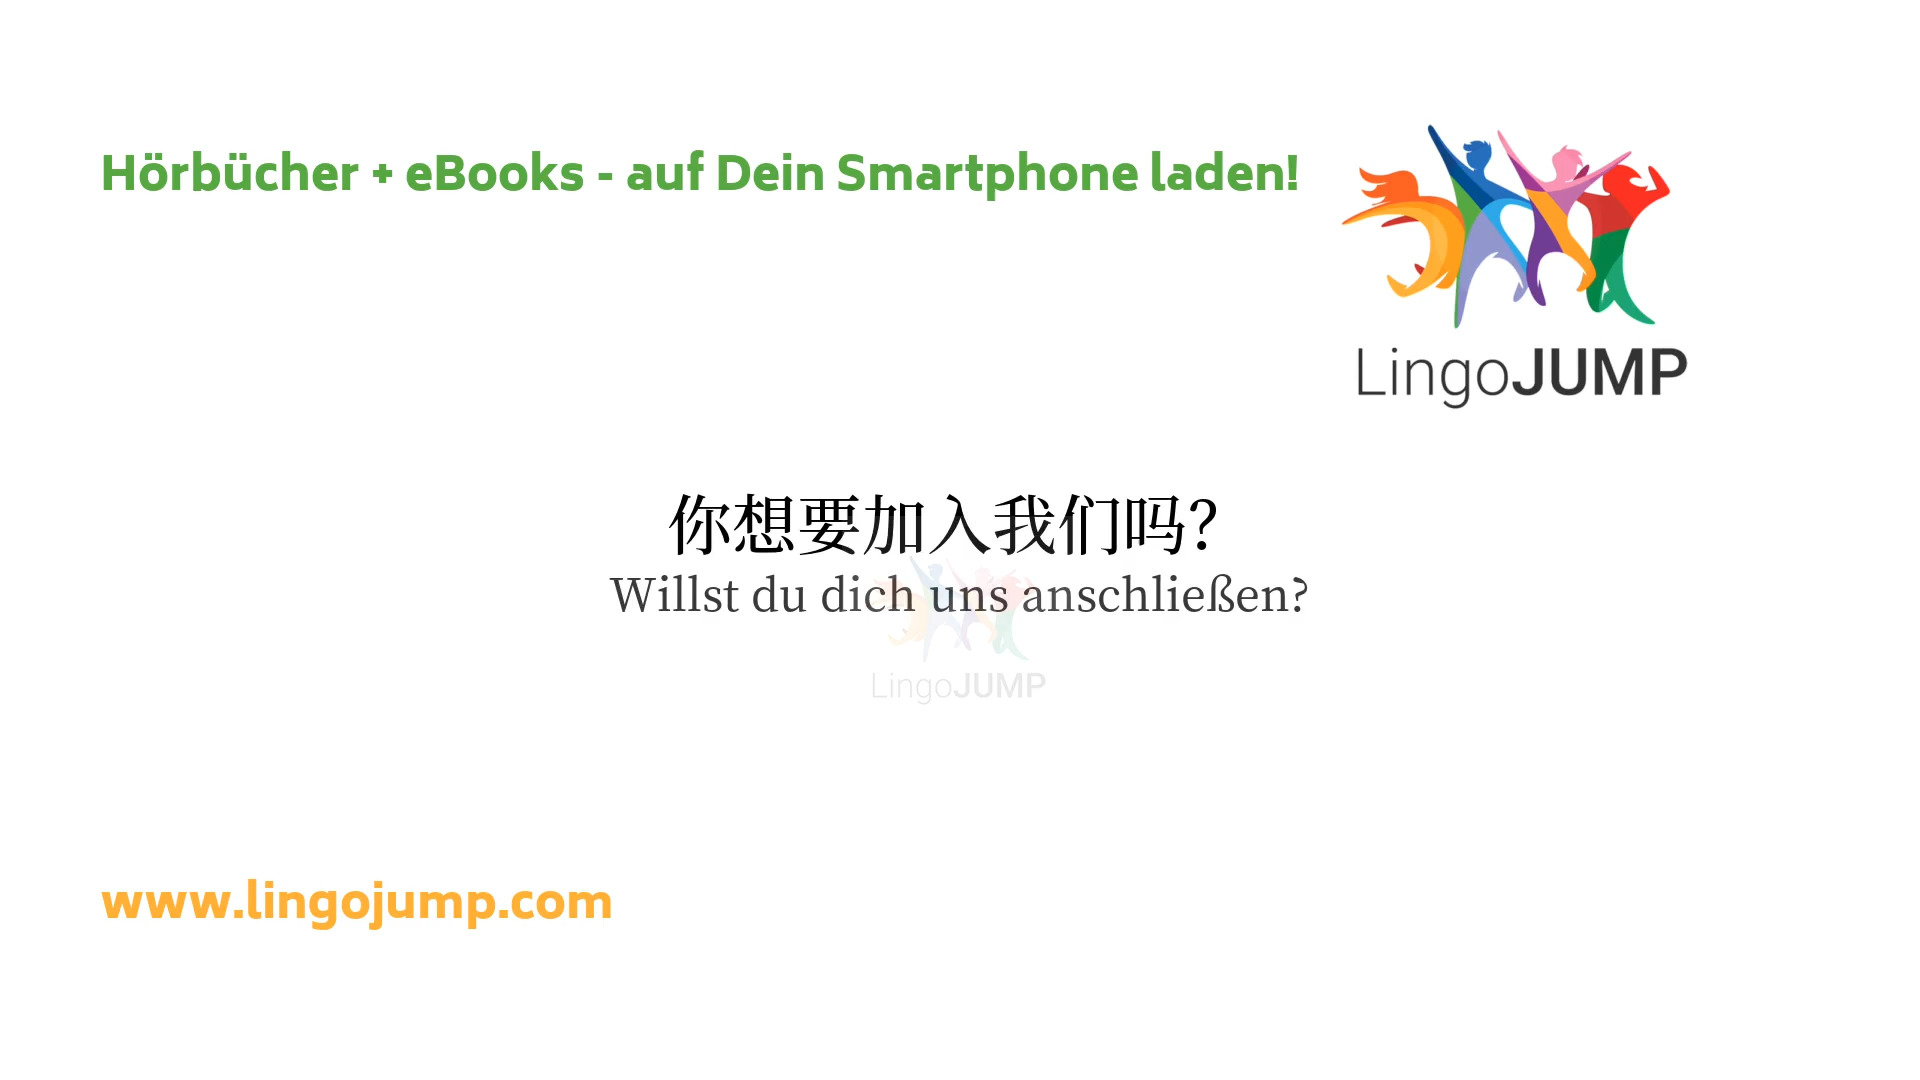 Hörbücher + eBooks - auf Dein Smartphone laden!
LingoJUMP
你想要加入我们吗？
Willst du dich uns anschließen?
LingoJUMP
www.lingojump.com